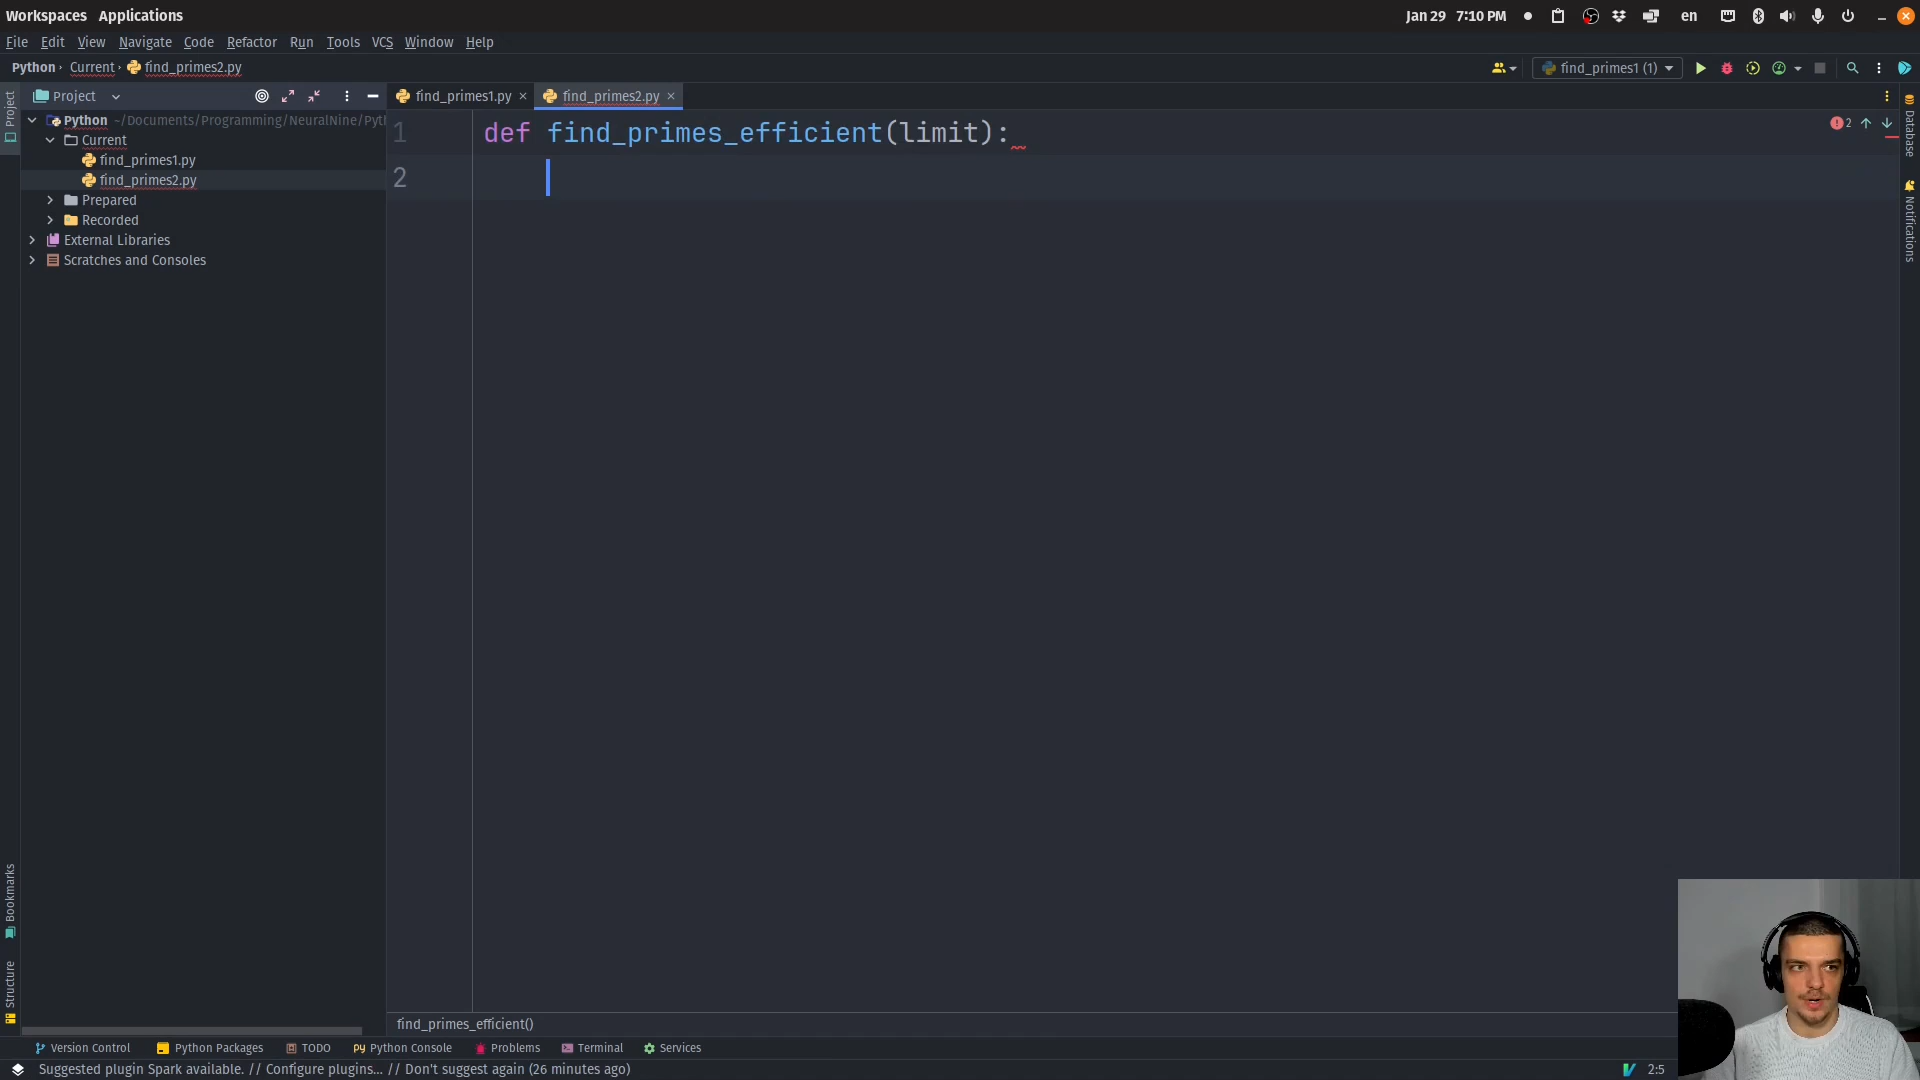 Workspaces Applications Jan 29 7:10 PM en
File Edit View Navigate Code Refactor Run Tools VCS Window Help
Python Current find_primes2.py find_primes1 (1)
Project Project find_primes1.py find_primes2.py
Python ~/Documents/Programming/NeuralNine/Pyt
Current
find_primes1.py
find_primes2.py
Prepared
Recorded
External Libraries
Scratches and Consoles
1 def find_primes_efficient(limit): 2
2
Database
Notifications
Bookmarks
Structure
find_primes_efficient()
Version Control Python Packages TODO Python Console Problems Terminal Services
Suggested plugin Spark available. // Configure plugins... // Don't suggest again (26 minutes ago) 2:5